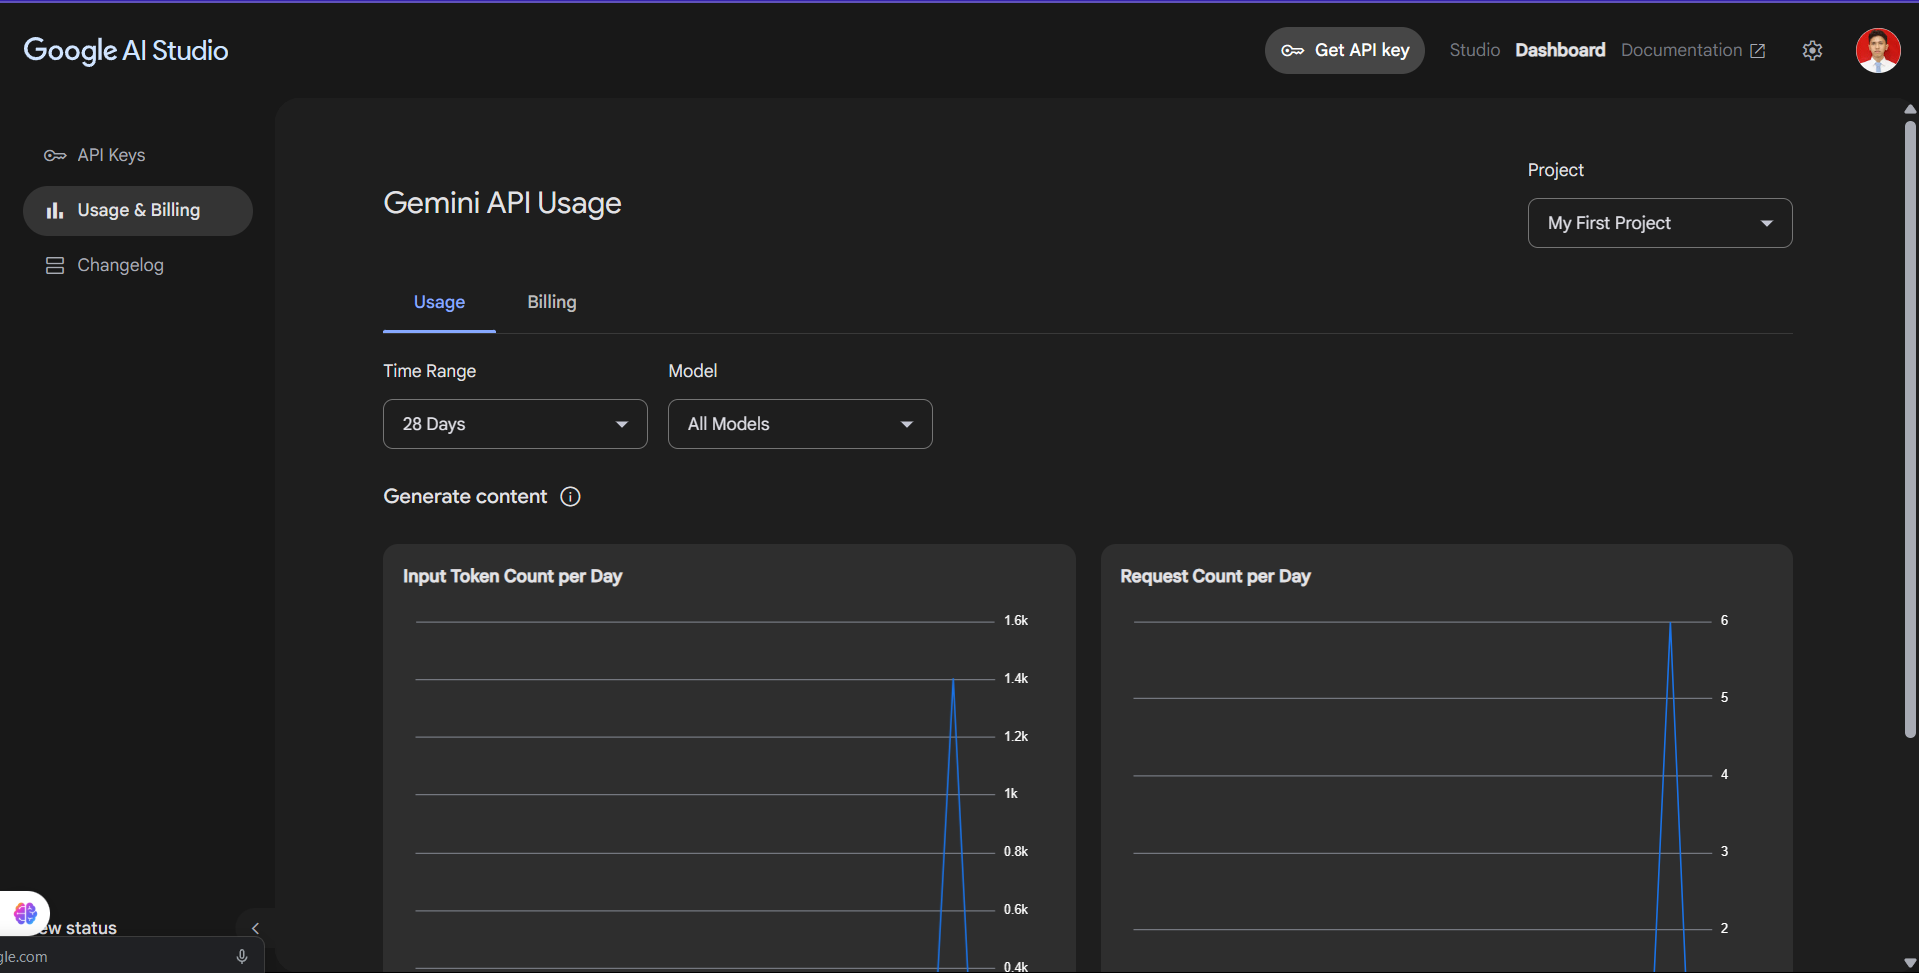 Google AI Studio
Get API key
Studio
Dashboard
Documentation
API Keys
Usage & Billing
Changelog
Gemini API Usage
Project
My First Project
Usage
Billing
Time Range
Model
28 Days
All Models
Generate content
Input Token Count per Day
1.6k
1.4k
1.2k
1k
0.8k
0.6k
0.4k
Request Count per Day
6
5
4
3
2
status
gle.com